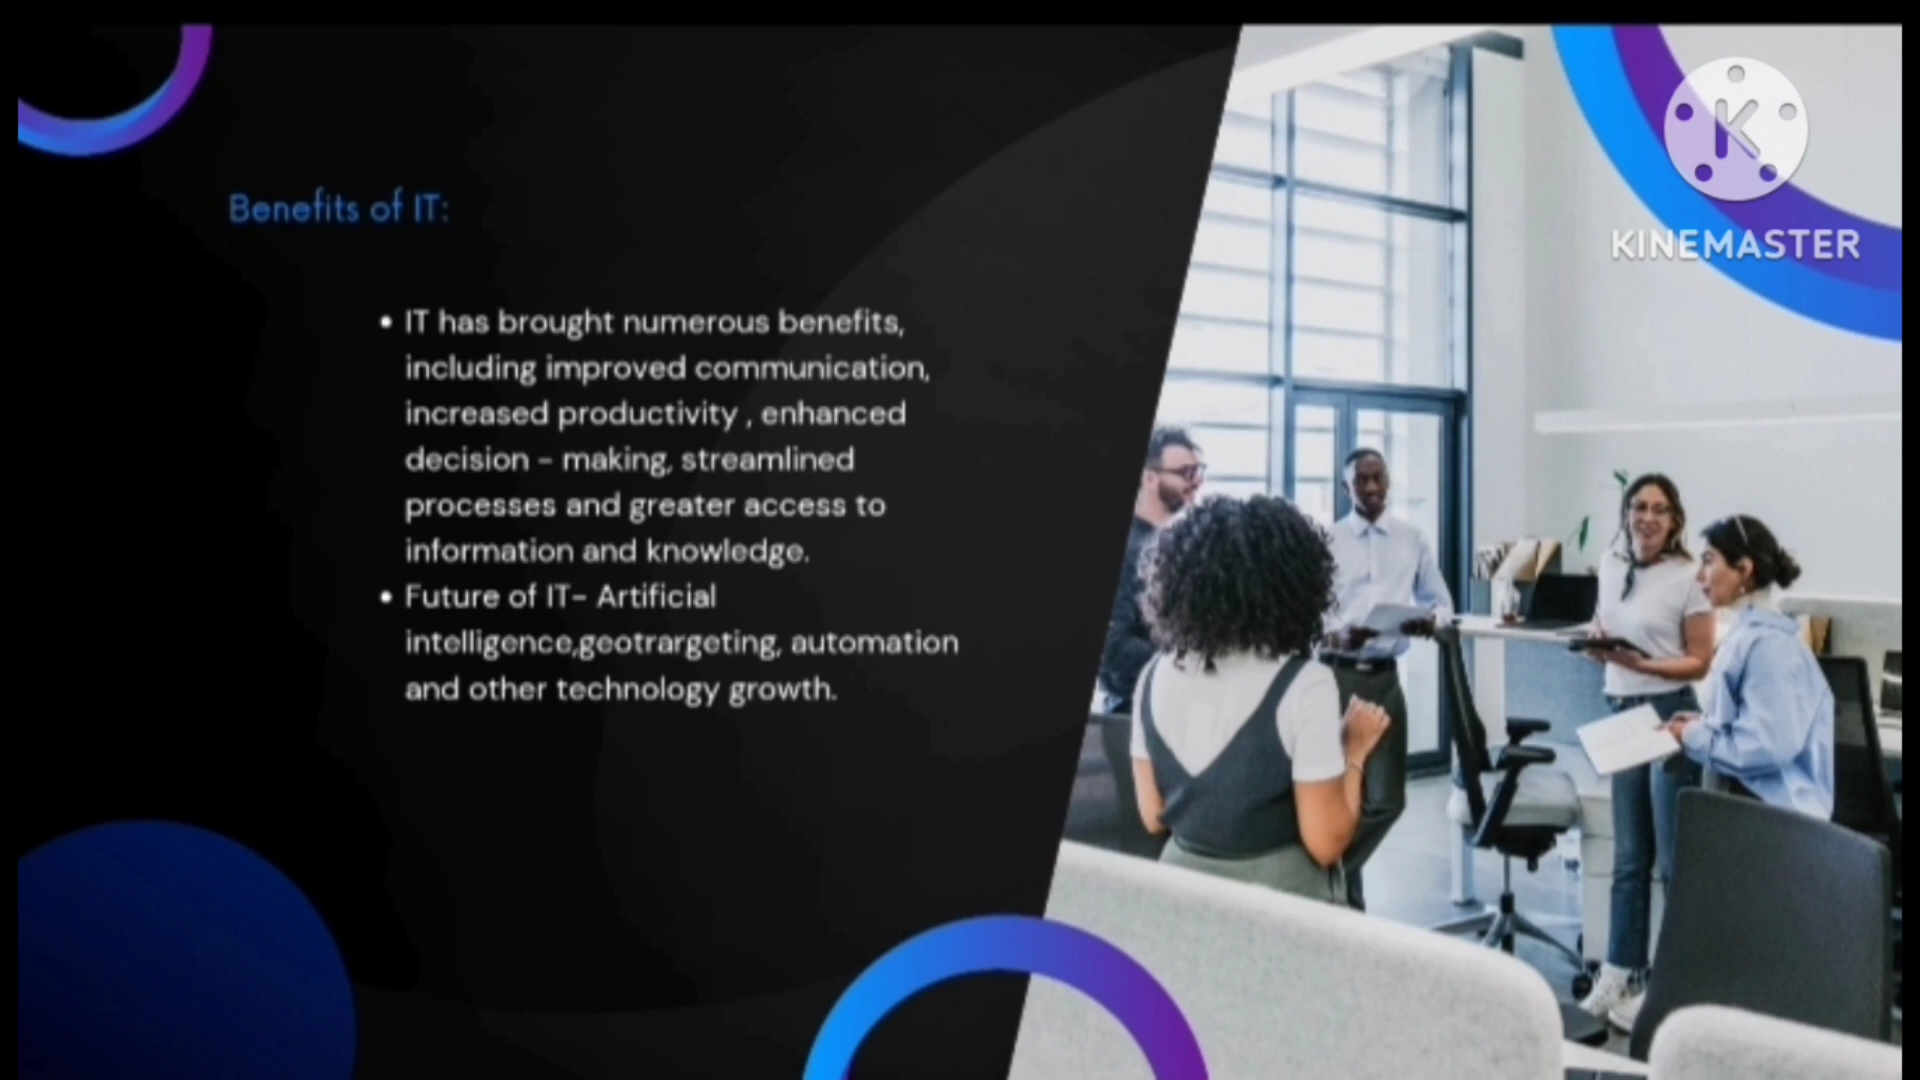 Benefits of IT:
• IT has brought numerous benefits,
including improved communication,
increased productivity , enhanced
decision - making, streamlined
processes and greater access to
information and knowledge.
• Future of IT- Artificial
intelligence,geotrargeting, automation
and other technology growth.
K
KINEMASTER